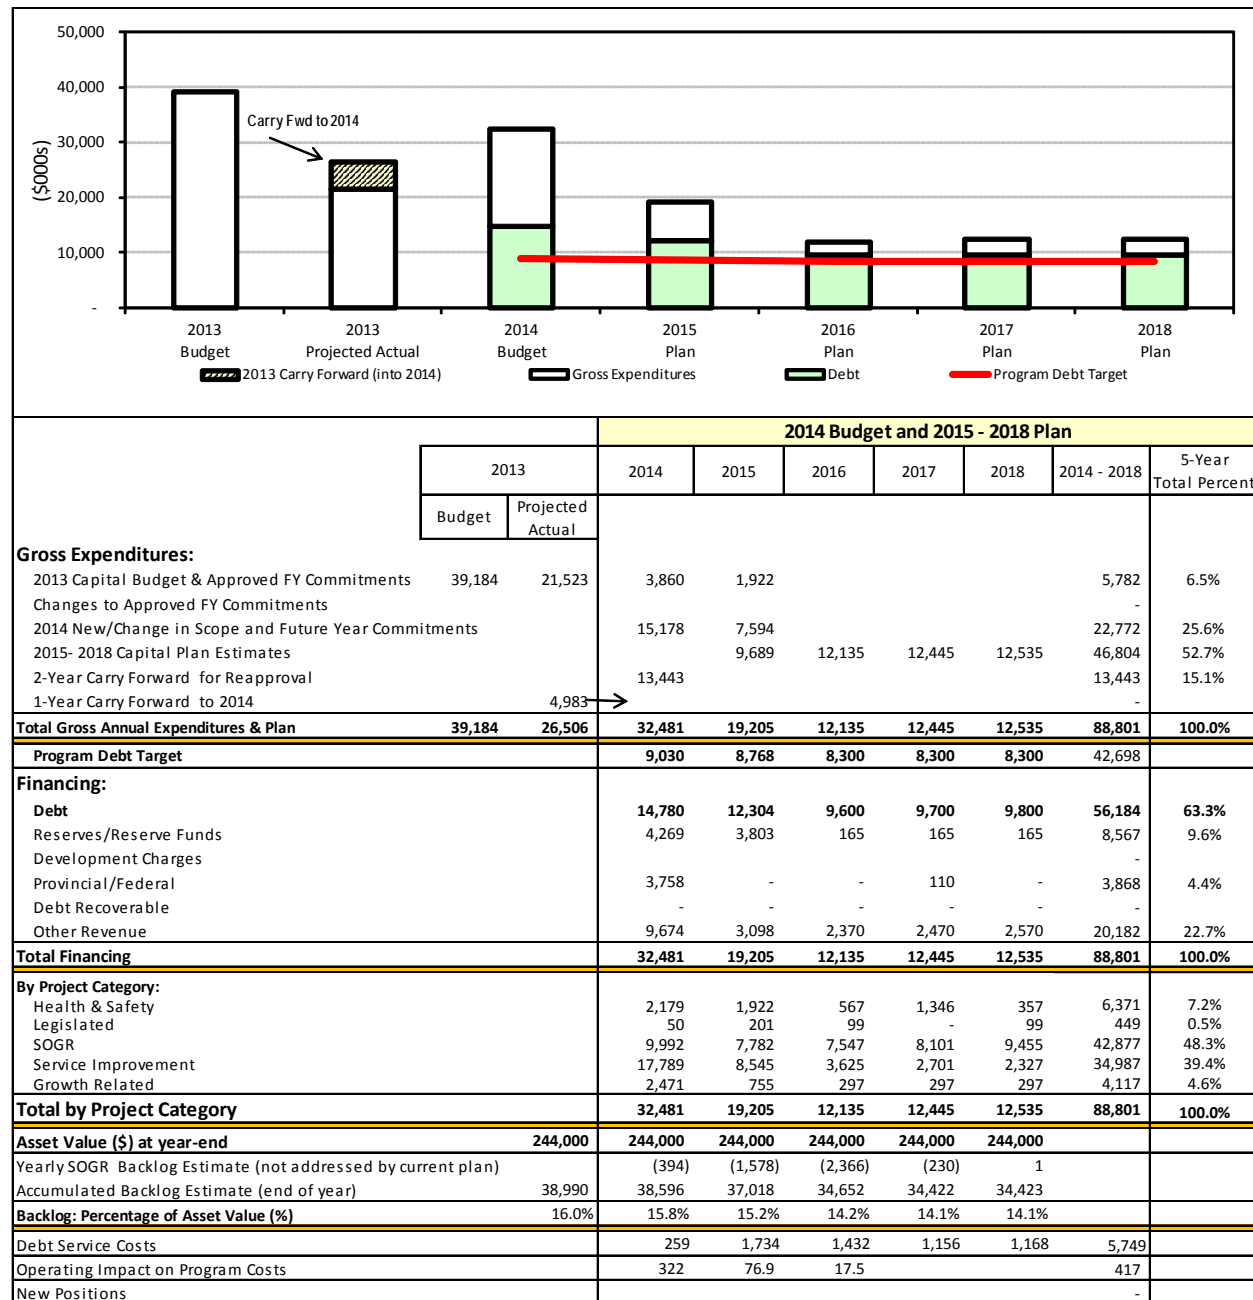 50,000
40,000
30,000
20,000
10,000
-
($000s)
Carry Fwd to 2014
2013 2013 2014 2015 2016 2017 2018
Budget Projected Actual Budget Plan Plan Plan Plan
2013 Carry Forward (into 2014) Gross Expenditures Debt Program Debt Target
2014 Budget and 2015 - 2018 Plan
2013 2014 2015 2016 2017 2018 2014 - 2018 5-Year Total Percent
Budget Projected Actual
Gross Expenditures:
2013 Capital Budget & Approved FY Commitments 39,184 21,523 3,860 1,922 5,782 6.5%
Changes to Approved FY Commitments -
2014 New/Change in Scope and Future Year Commitments 15,178 7,594 22,772 25.6%
2015- 2018 Capital Plan Estimates 9,689 12,135 12,445 12,535 46,804 52.7%
2-Year Carry Forward for Reapproval 13,443 13,443 15.1%
1-Year Carry Forward to 2014 4,983 -
Total Gross Annual Expenditures & Plan 39,184 26,506 32,481 19,205 12,135 12,445 12,535 88,801 100.0%
Program Debt Target 9,030 8,768 8,300 8,300 8,300 42,698
Financing:
Debt 14,780 12,304 9,600 9,700 9,800 56,184 63.3%
Reserves/Reserve Funds 4,269 3,803 165 165 165 8,567 9.6%
Development Charges -
Provincial/Federal 3,758 - - 110 - 3,868 4.4%
Debt Recoverable - - - - - -
Other Revenue 9,674 3,098 2,370 2,470 2,570 20,182 22.7%
Total Financing 32,481 19,205 12,135 12,445 12,535 88,801 100.0%
By Project Category:
Health & Safety 2,179 1,922 567 1,346 357 6,371 7.2%
Legislated 50 201 99 - 99 449 0.5%
SOGR 9,992 7,782 7,547 8,101 9,455 42,877 48.3%
Service Improvement 17,789 8,545 3,625 2,701 2,327 34,987 39.4%
Growth Related 2,471 755 297 297 297 4,117 4.6%
Total by Project Category 32,481 19,205 12,135 12,445 12,535 88,801 100.0%
Asset Value ($) at year-end 244,000 244,000 244,000 244,000 244,000 244,000
Yearly SOGR Backlog Estimate (not addressed by current plan) (394) (1,578) (2,366) (230) 1
Accumulated Backlog Estimate (end of year) 38,990 38,596 37,018 34,652 34,422 34,423
Backlog: Percentage of Asset Value (%) 16.0% 15.8% 15.2% 14.2% 14.1% 14.1%
Debt Service Costs 259 1,734 1,432 1,156 1,168 5,749
Operating Impact on Program Costs 322 76.9 17.5 417
New Positions -